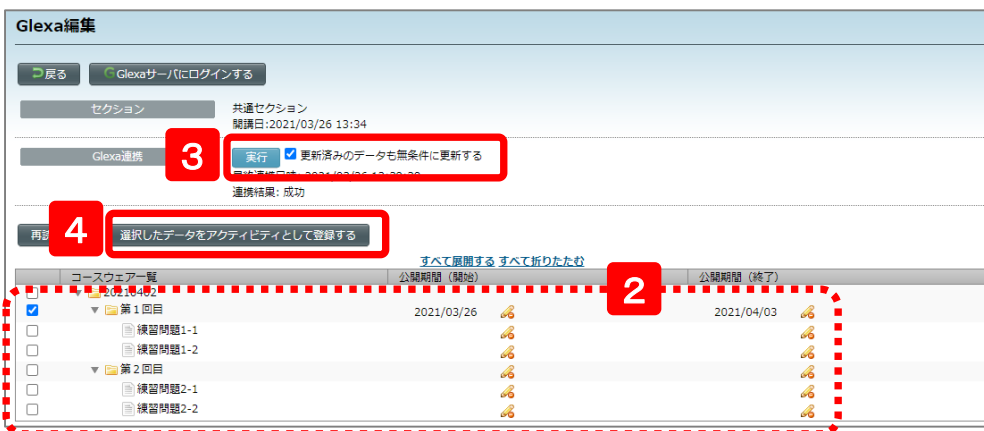 Glexa編集
戻る Glexaサーバにログインする
セクション 共通セクション
開講日:2021/03/26 13:34
3
Glexa連携 実行 更新済みのデータも無条件に更新する
連携結果: 成功
4
選択したデータをアクティビティとして登録する
すべて展開する すべて折りたたむ
コースウェア一覧 公開期間（開始） 公開期間（終了）
2
20210402
第１回目 2021/03/26 2021/04/03
練習問題1-1
練習問題1-2
第２回目
練習問題2-1
練習問題2-2